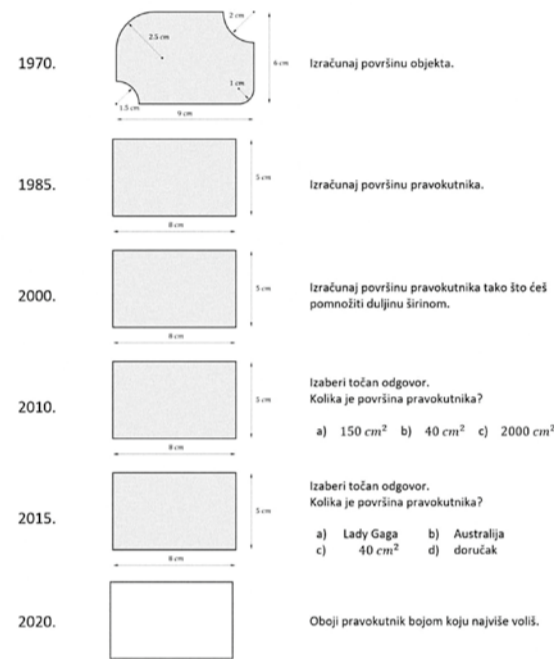 1970.
2 cm
2.5 cm
6 cm
1 cm
1.5 cm
9 cm
Izračunaj površinu objekta.
1985.
5 cm
8 cm
Izračunaj površinu pravokutnika.
2000.
5 cm
8 cm
Izračunaj površinu pravokutnika tako što ćeš
pomnožiti duljinu širinom.
2010.
5 cm
8 cm
Izaberi točan odgovor.
Kolika je površina pravokutnika?
a) 150 cm² b) 40 cm² c) 2000 cm²
2015.
5 cm
8 cm
Izaberi točan odgovor.
Kolika je površina pravokutnika?
a) Lady Gaga b) Australija
c) 40 cm² d) doručak
2020.
Oboji pravokutnik bojom koju najviše voliš.